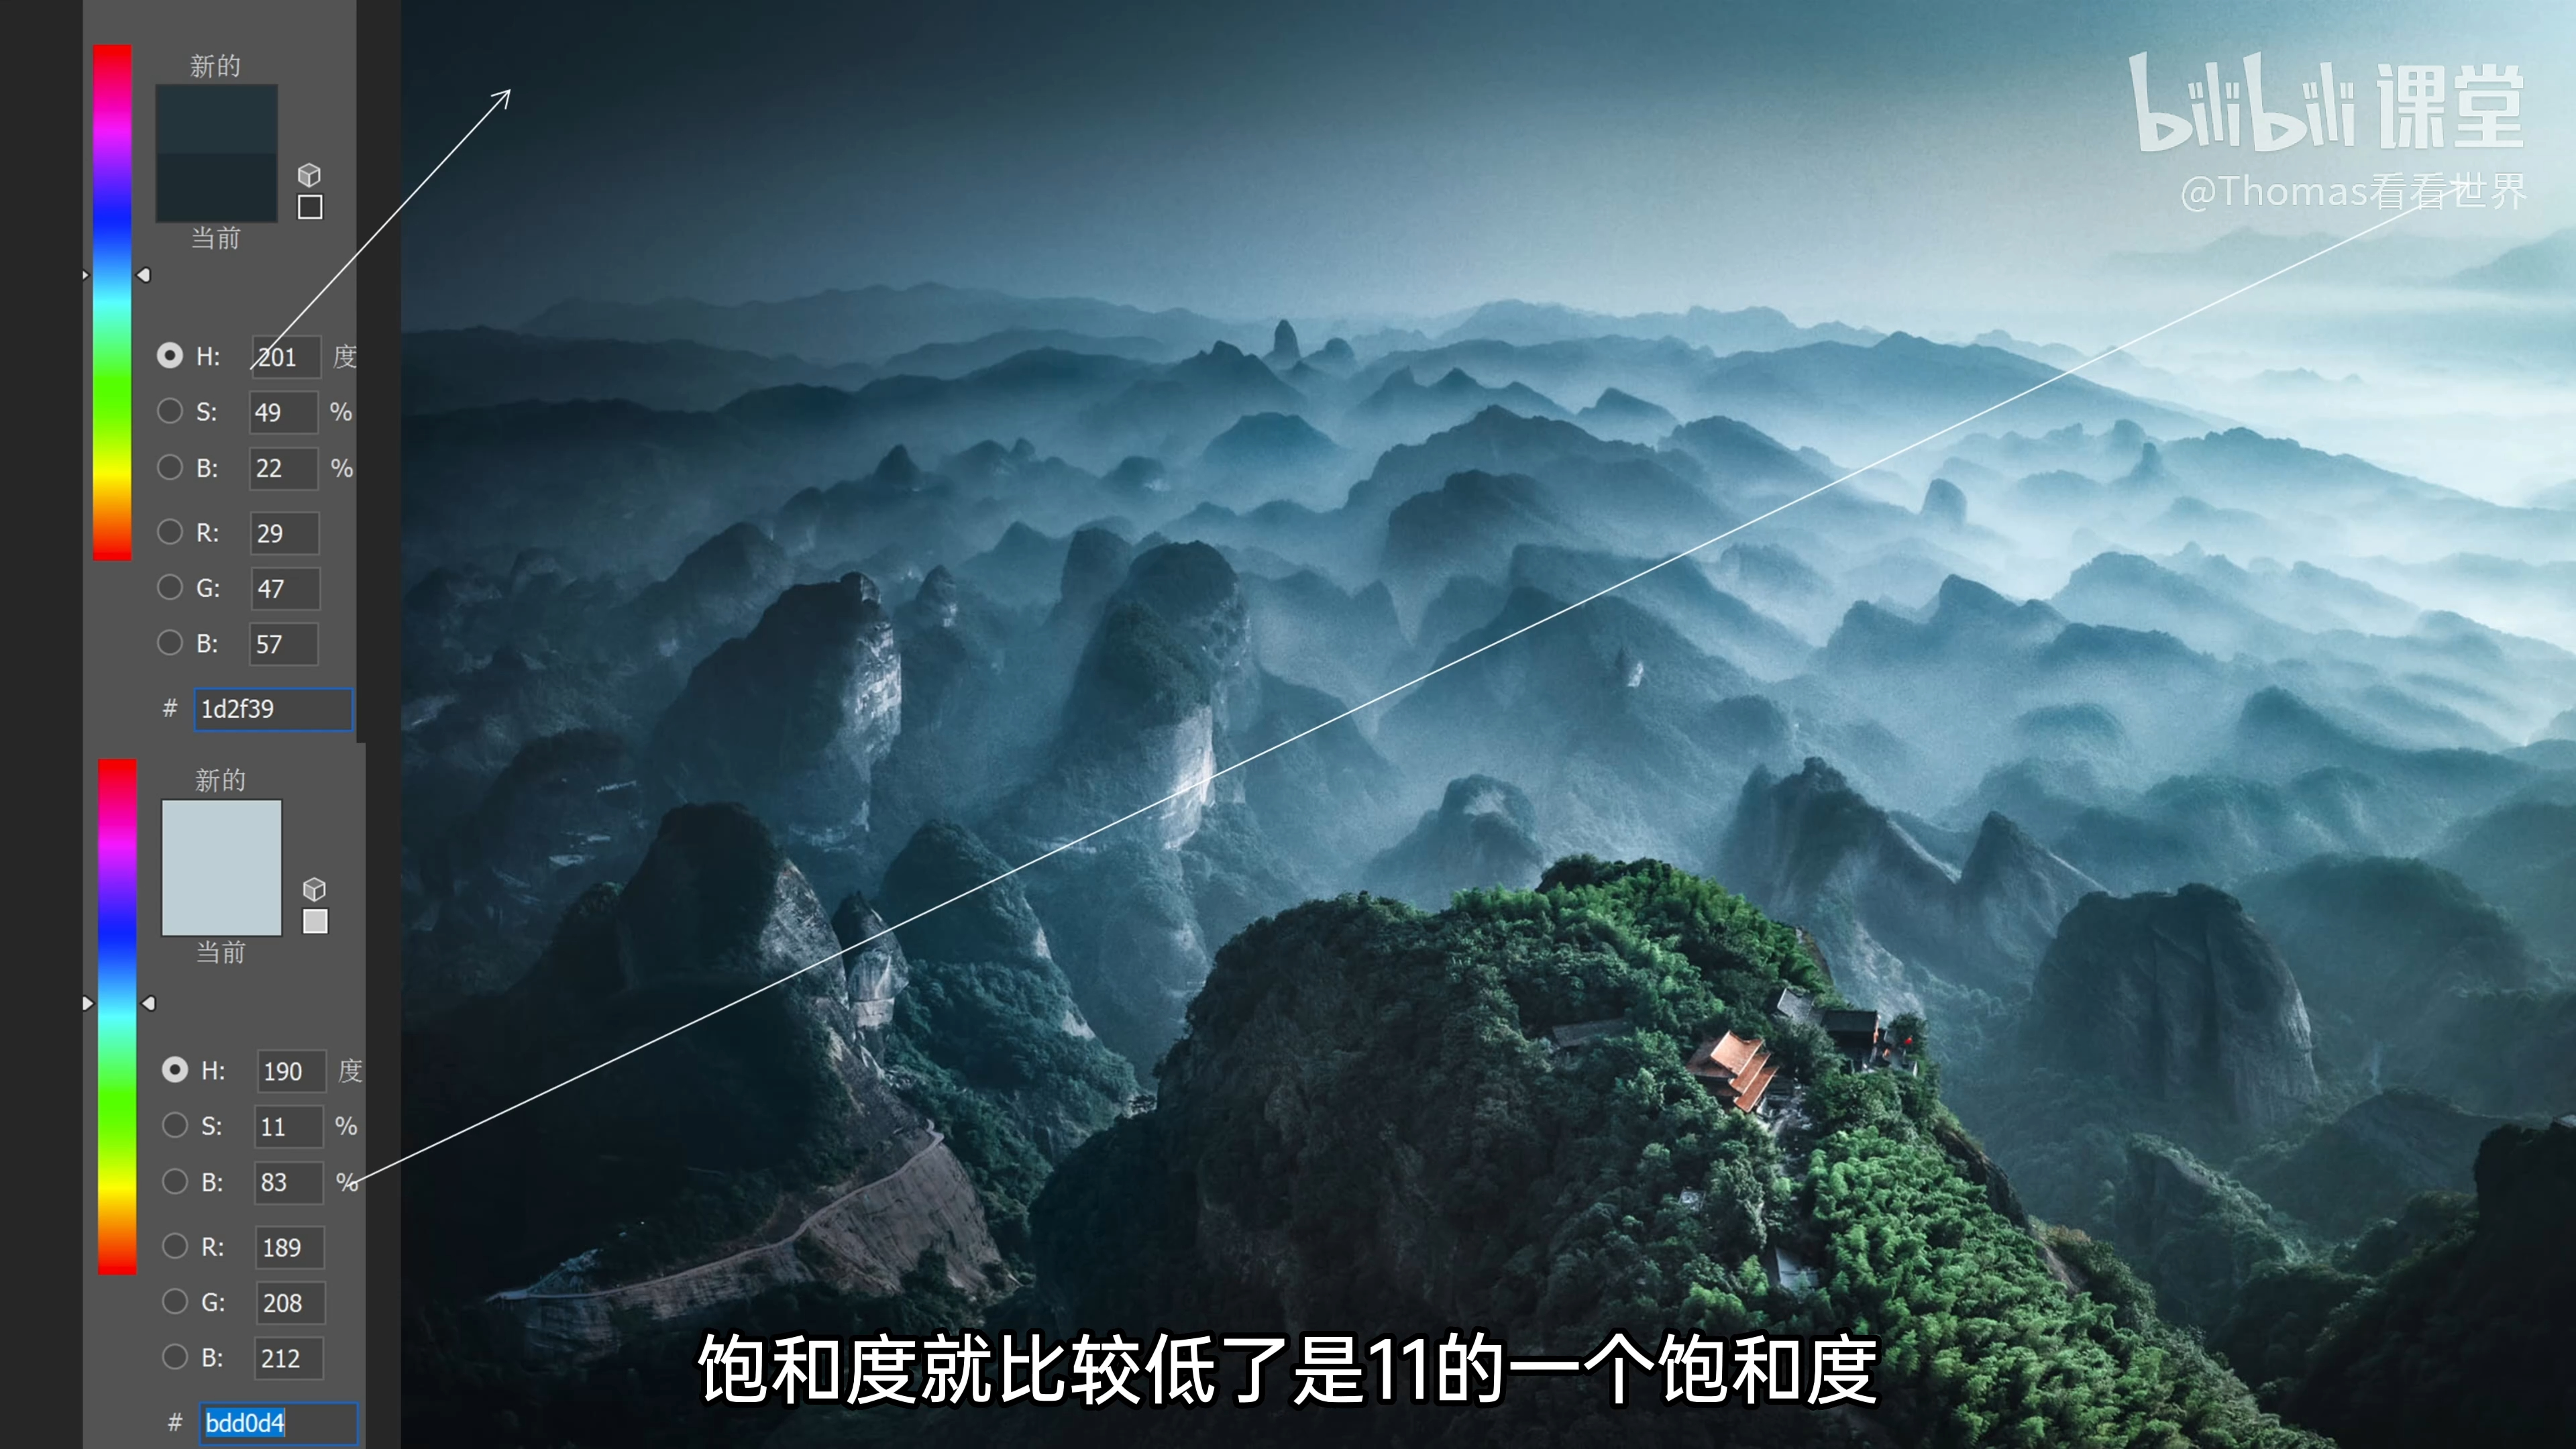 新的
当前
H: 201 度
S: 49 %
B: 22 %
R: 29
G: 47
B: 57
# 1d2f39
新的
当前
H: 190 度
S: 11 %
B: 83 %
R: 189
G: 208
B: 212
# bdd0d4
bilibili 课堂
@Thomas看看世界
饱和度就比较低了是11的一个饱和度